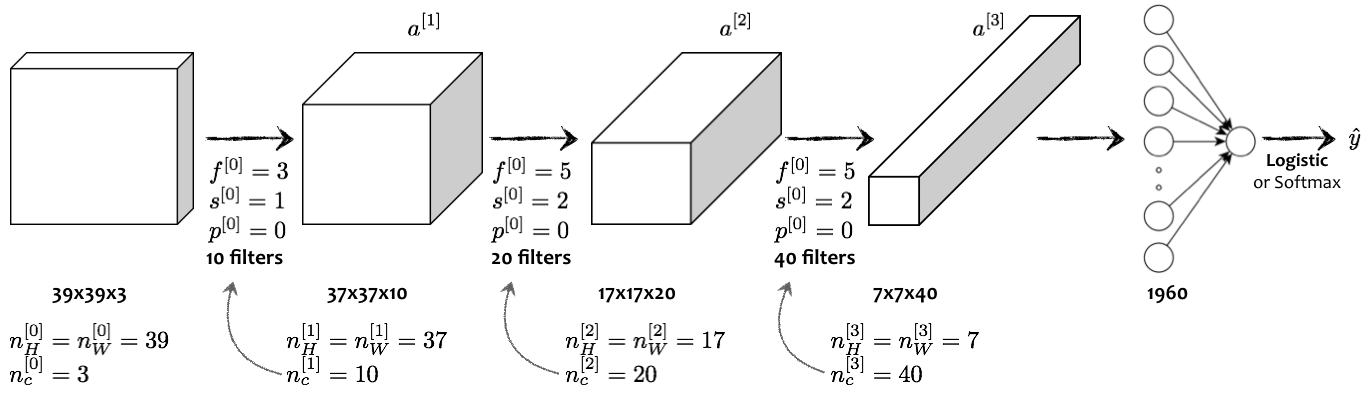 a^{[1]}
a^{[2]}
a^{[3]}
f^{[0]} = 3
s^{[0]} = 1
p^{[0]} = 0
10 filters
f^{[0]} = 5
s^{[0]} = 2
p^{[0]} = 0
20 filters
f^{[0]} = 5
s^{[0]} = 2
p^{[0]} = 0
40 filters
ŷ
Logistic
or Softmax
39x39x3
37x37x10
17x17x20
7x7x40
1960
n_H^{[0]} = n_W^{[0]} = 39
n_c^{[0]} = 3
n_H^{[1]} = n_W^{[1]} = 37
n_c^{[1]} = 10
n_H^{[2]} = n_W^{[2]} = 17
n_c^{[2]} = 20
n_H^{[3]} = n_W^{[3]} = 7
n_c^{[3]} = 40